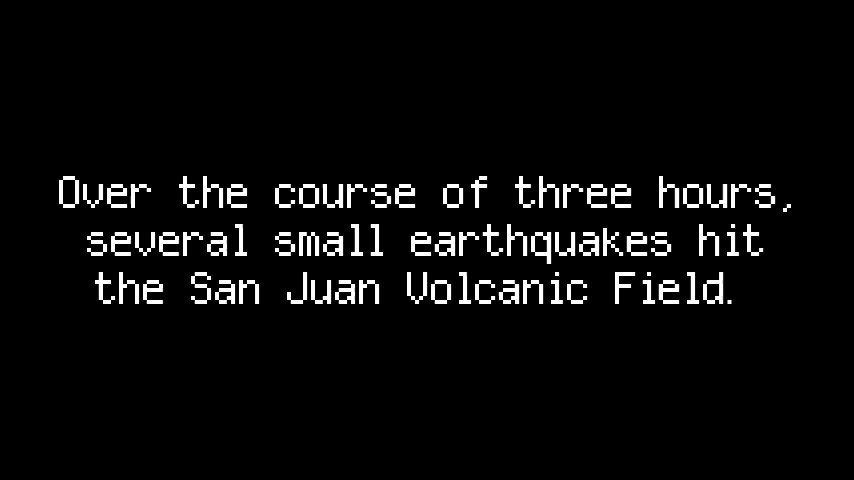 Over the course of three hours,
several small earthquakes hit
the San Juan Volcanic Field.